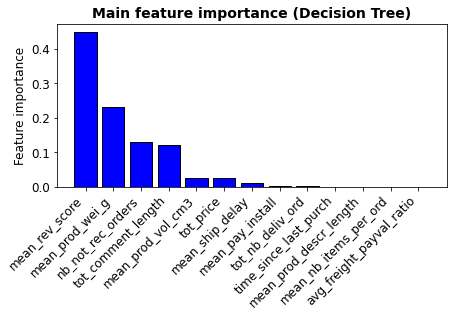 Main feature importance (Decision Tree)
Feature importance
0.4
0.3
0.2
0.1
0.0
mean_rev_score
mean_prod_wei_g
nb_not_rec_orders
tot_comment_length
mean_prod_vol_cm3
tot_price
mean_ship_delay
mean_pay_install
tot_nb_deliv_ord
time_since_last_purch
mean_prod_descr_length
mean_nb_items_per_ord
avg_freight_payval_ratio